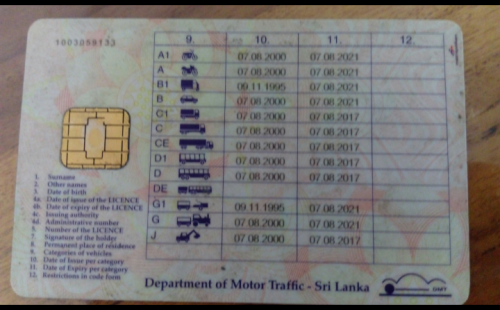 1003059133
9. 10. 11. 12.
A1 07.08.2000 07.08.2021
A 07.08.2000 07.08.2021
B1 09.11.1995 07.08.2021
B 07.08.2000 07.08.2021
C1 07.08.2000 07.08.2017
C 07.08.2000 07.08.2017
CE 07.08.2000 07.08.2017
D1 07.08.2000 07.08.2017
D 07.08.2000 07.08.2017
DE
G1 09.11.1995 07.08.2021
G 07.08.2000 07.08.2021
J 07.08.2000 07.08.2017
1. Surname
2. Other names
3. Date of birth
4a. Date of issue of the LICENCE
4b. Date of expiry of the LICENCE
4c. Issuing authority
4d. Administrative number
5. Number of the LICENCE
7. Signature of the holder
8. Permanent place of residence
9. Categories of vehicles
10. Date of Issue per category
11. Date of Expiry per category
12. Restrictions in code form
Department of Motor Traffic - Sri Lanka
DMT